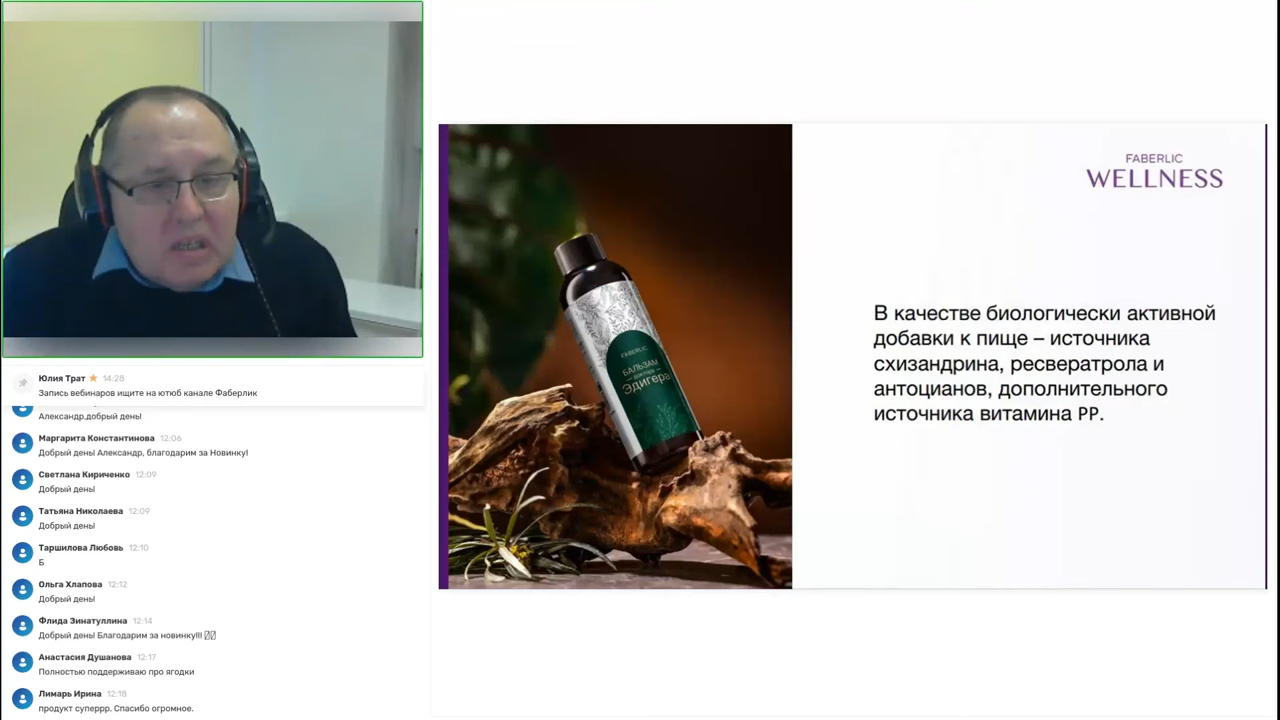 Юлия Трат 14:28
Запись вебинаров ищите на ютюб канале Фаберлик
Александр,добрый день!
Маргарита Константинова 12:06
Добрый день! Александр, благодарим за Новинку!
Светлана Кириченко 12:09
Добрый день!
Татьяна Николаева 12:09
Добрый день!
Таршилова Любовь 12:10
Б
Ольга Хлапова 12:12
Добрый день!
Флида Зинатуллина 12:14
Добрый день! Благодарим за новинку!!!
Анастасия Душанова 12:17
Полностью поддерживаю про ягодки
Лимарь Ирина 12:18
продукт суперрр. Спасибо огромное.
FABERLIC
БАЛЬЗАМ
доктора
Эдигера
FABERLIC
WELLNESS
В качестве биологически активной
добавки к пище – источника
схизандрина, ресвератрола и
антоцианов, дополнительного
источника витамина РР.